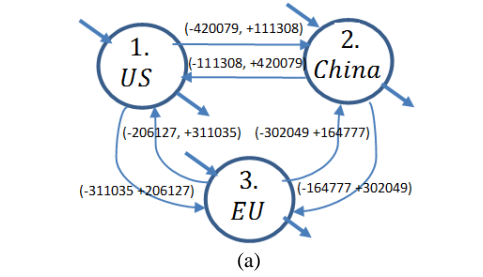 (-420079, +111308)
1.
US
2.
China
(-111308, +420079)
(-206127, +311035)
(-302049 +164777)
3.
EU
(-311035 +206127)
(-164777 +302049)
(a)